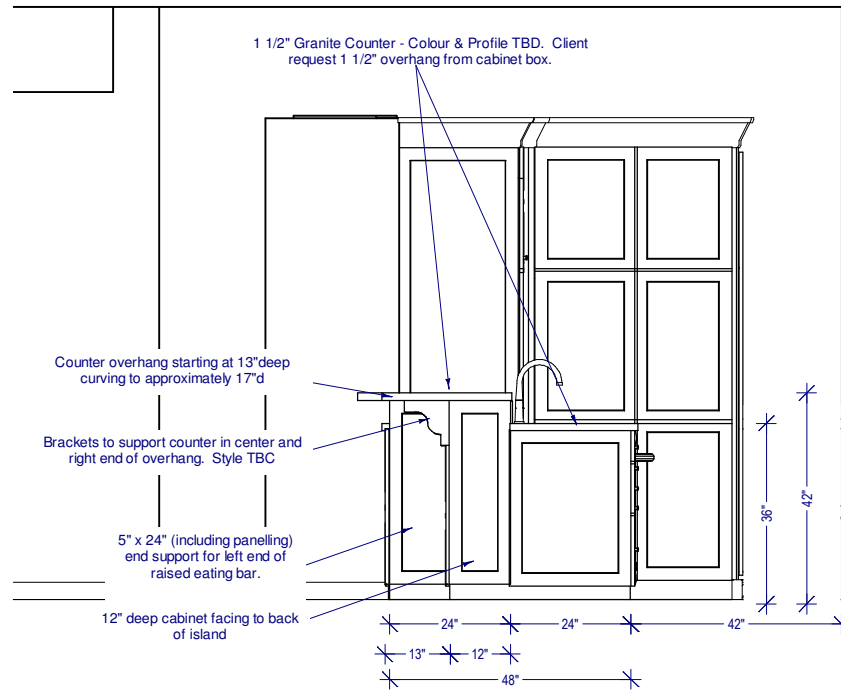 1 1/2" Granite Counter - Colour & Profile TBD. Client
request 1 1/2" overhang from cabinet box.
Counter overhang starting at 13"deep
curving to approximately 17"d
Brackets to support counter in center and
right end of overhang. Style TBC
5" x 24" (including panelling)
end support for left end of
raised eating bar.
12" deep cabinet facing to back
of island
36"
42"
24"
24"
42"
13"
12"
48"